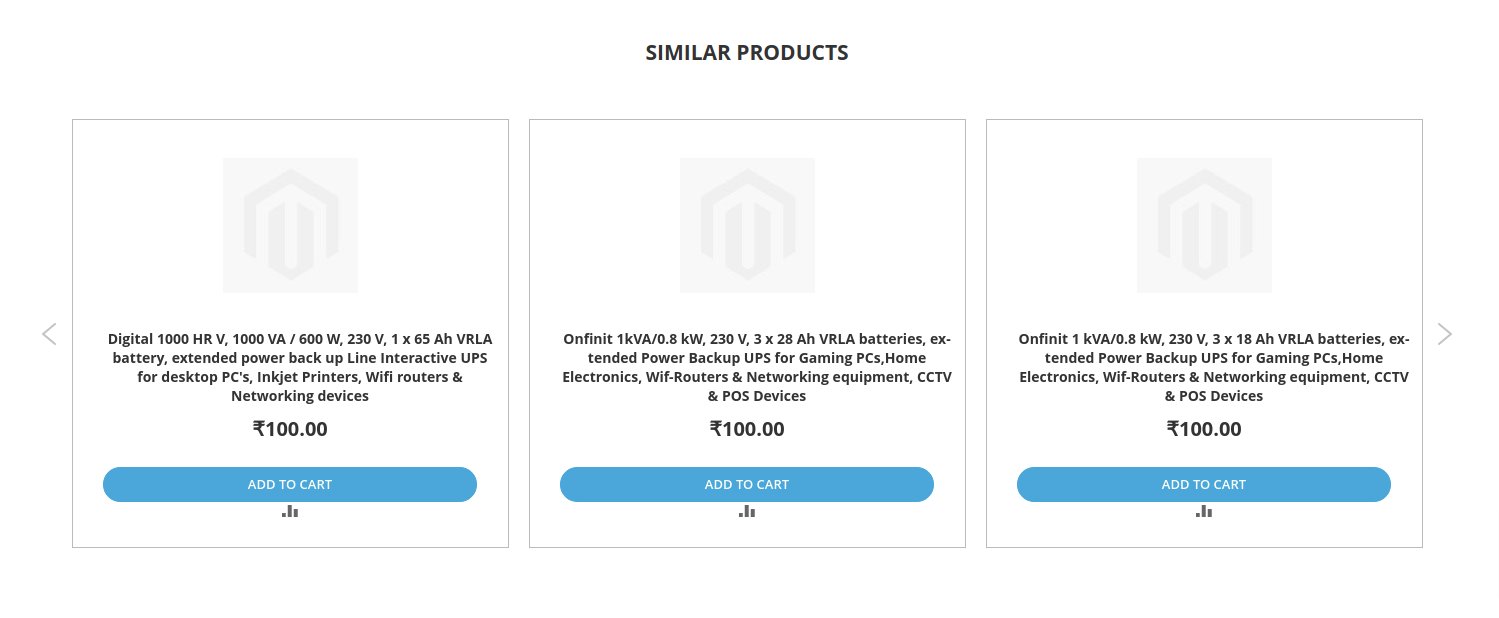 SIMILAR PRODUCTS
Digital 1000 HR V, 1000 VA / 600 W, 230 V, 1 x 65 Ah VRLA
battery, extended power back up Line Interactive UPS
for desktop PC's, Inkjet Printers, Wifi routers &
Networking devices
₹100.00
ADD TO CART
Onfinit 1kVA/0.8 kW, 230 V, 3 x 28 Ah VRLA batteries, ex-
tended Power Backup UPS for Gaming PCs,Home
Electronics, Wif-Routers & Networking equipment, CCTV
& POS Devices
₹100.00
ADD TO CART
Onfinit 1 kVA/0.8 kW, 230 V, 3 x 18 Ah VRLA batteries, ex-
tended Power Backup UPS for Gaming PCs,Home
Electronics, Wif-Routers & Networking equipment, CCTV
& POS Devices
₹100.00
ADD TO CART